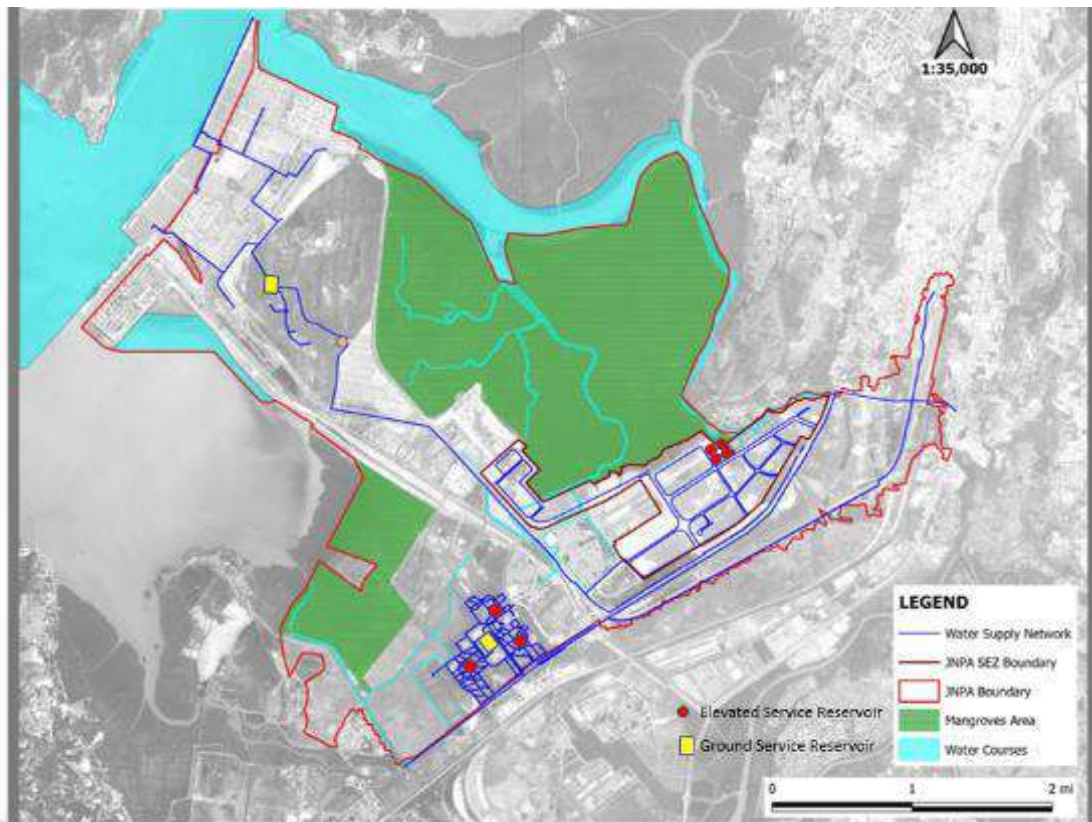 1:35,000
LEGEND
Water Supply Network
JNPA SEZ Boundary
JNPA Boundary
Mangroves Area
Water Courses
Elevated Service Reservoir
Ground Service Reservoir
0 1 2 mi